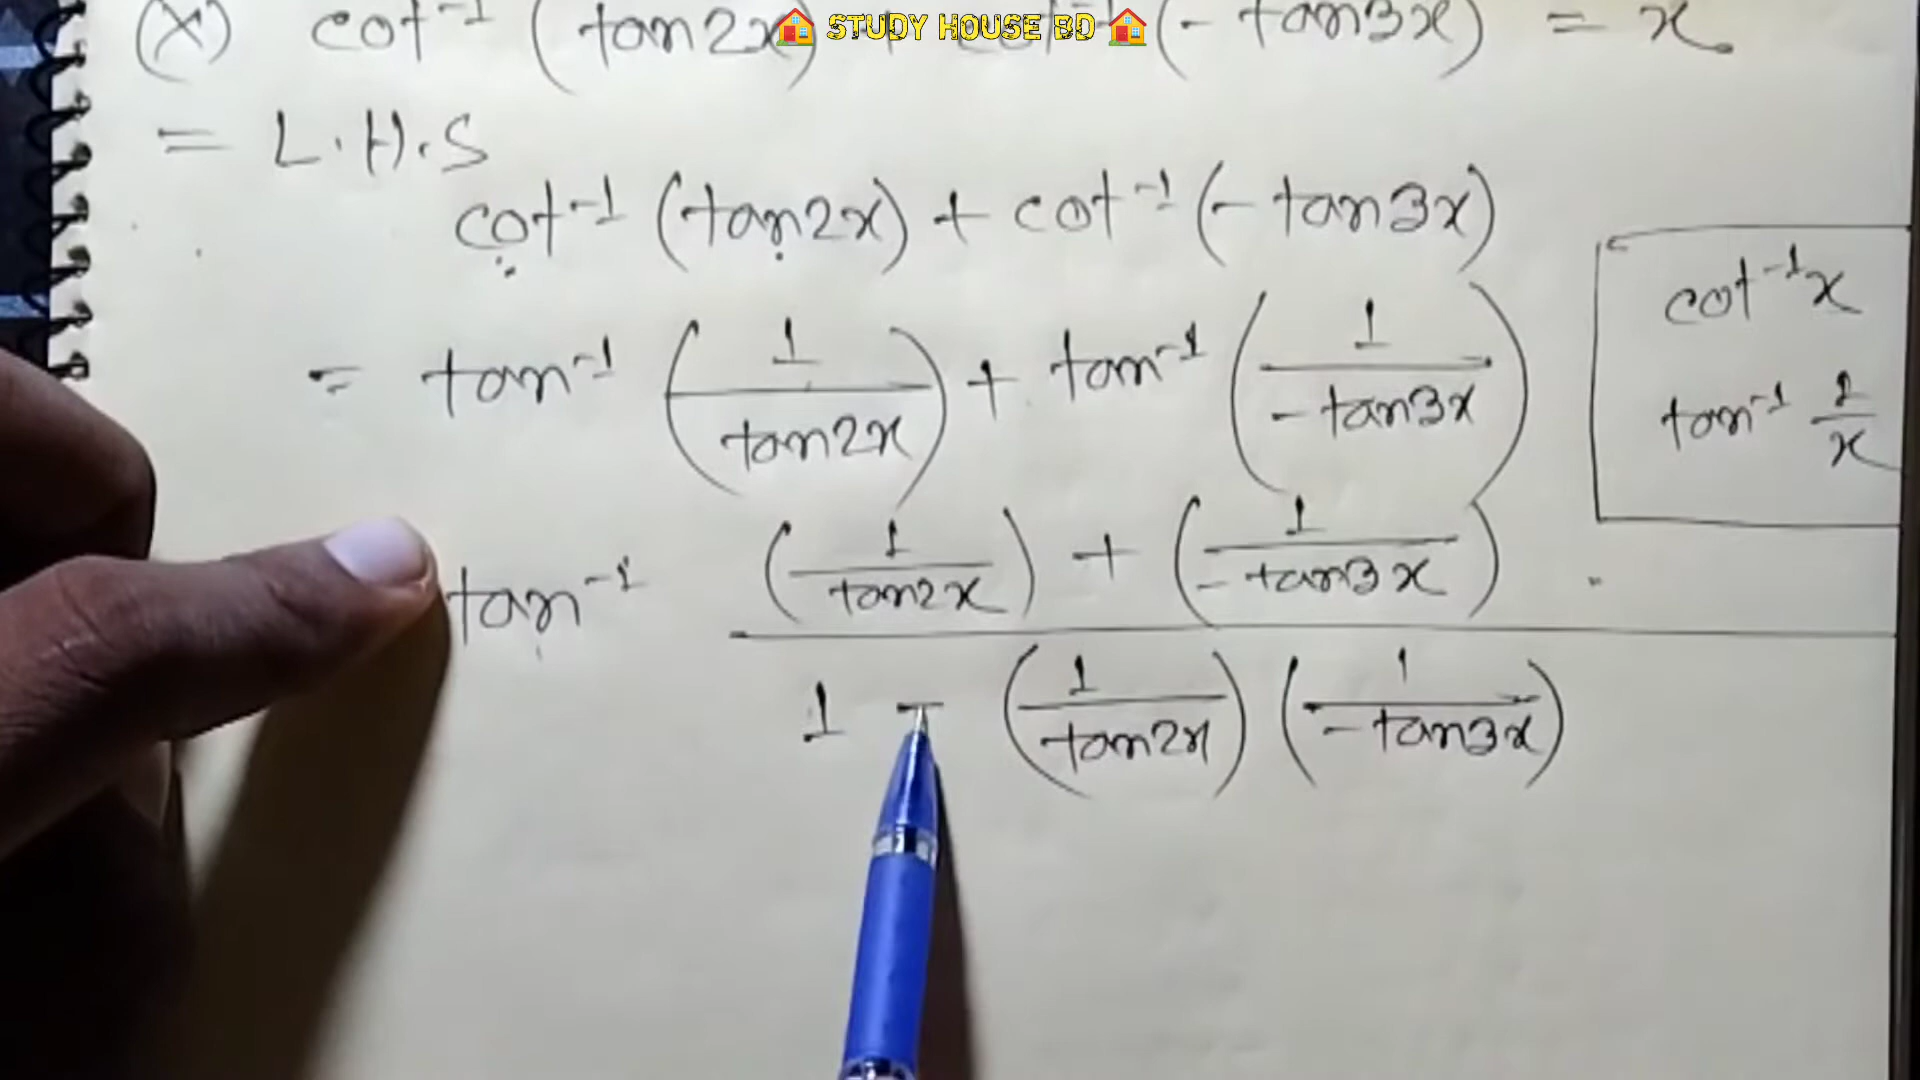 🏠 STUDY HOUSE BD 🏠
(x) cot⁻¹ (tan2x) + cot⁻¹ (- tan3x) = x
= L.H.S
cot⁻¹ (tan2x) + cot⁻¹ (- tan3x)
= tan⁻¹ (1/tan2x) + tan⁻¹ (1/- tan3x)
cot⁻¹x
tan⁻¹ 1/x
tan⁻¹ (1/tan2x) + (1/- tan3x)
1 - (1/tan2x) (1/- tan3x)